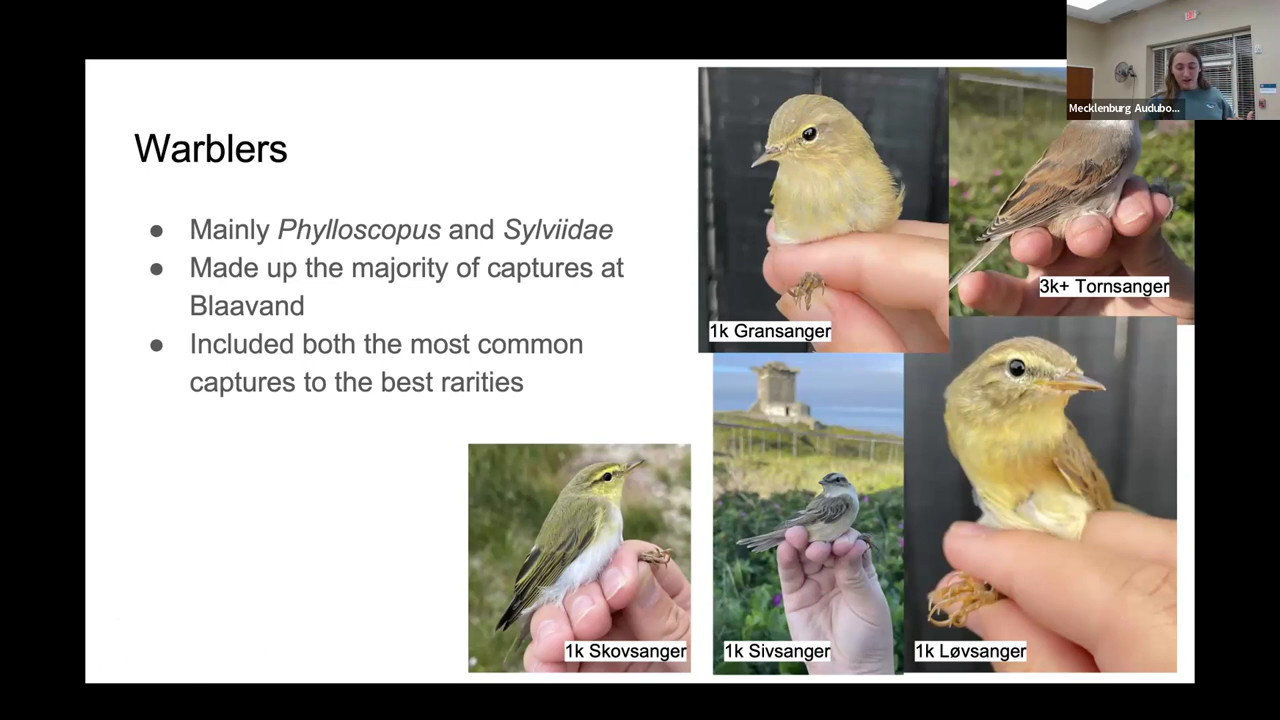 Mecklenburg Audubo...
Warblers
● Mainly Phylloscopus and Sylviidae
● Made up the majority of captures at
Blaavand
● Included both the most common
captures to the best rarities
3k+ Tornsanger
1k Gransanger
1k Skovsanger
1k Sivsanger
1k Løvsanger